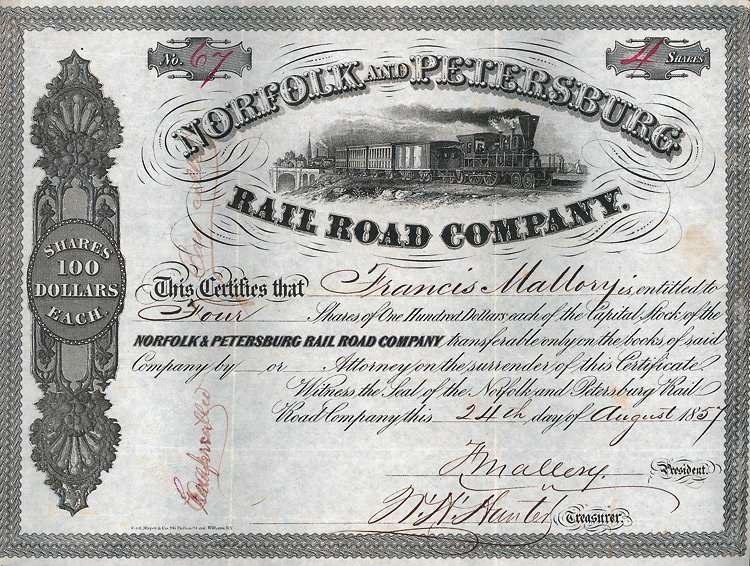 No. 67
4 SHARES
NORFOLK AND PETERSBURG
RAIL ROAD COMPANY.
SHARES
100
DOLLARS
EACH
This Certifies that Francis Mallory is entitled to
Four Shares of One Hundred Dollars each of the Capital Stock of the
NORFOLK & PETERSBURG RAIL ROAD COMPANY transferable only on the books of said
Company by or Attorney on the surrender of this Certificate.
Witness the Seal of the Norfolk and Petersburg Rail
Road Company this 24th day of August 1857
F Mallory. President.
W. H. Hunter Treasurer.